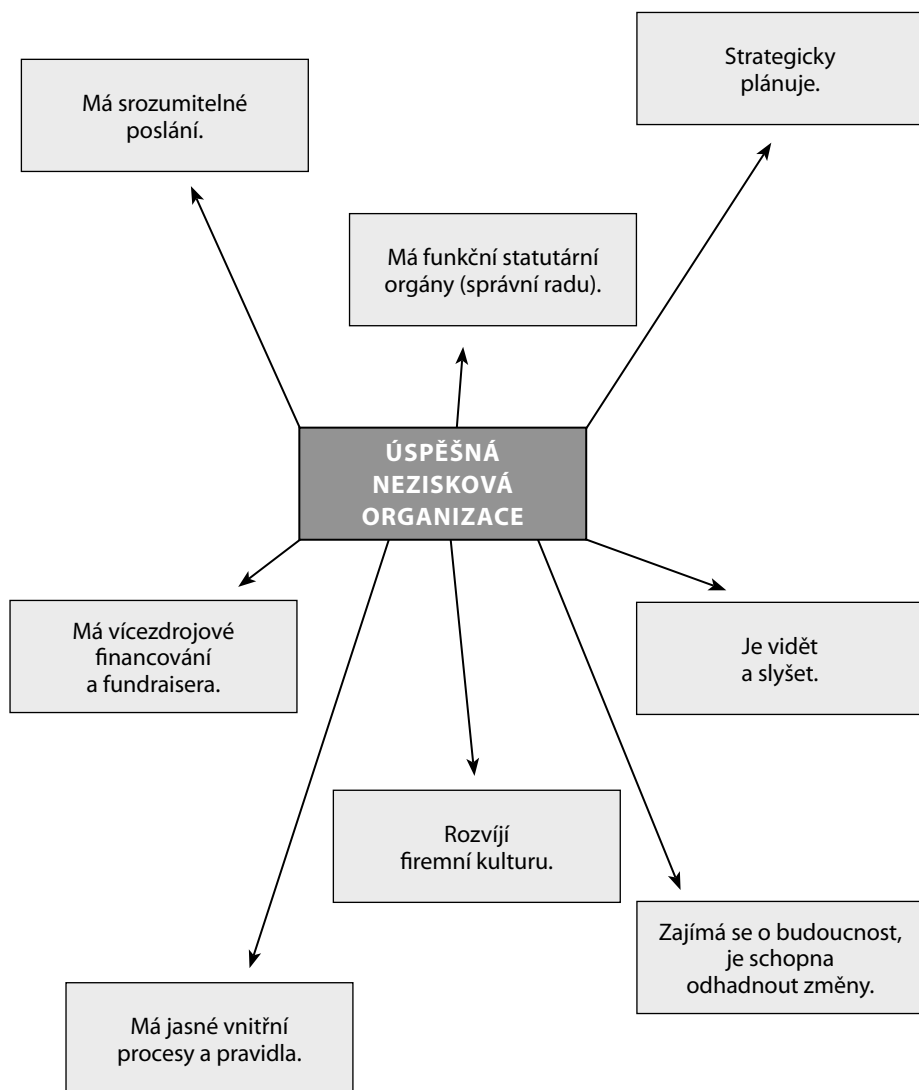 Strategicky
plánuje.
Má srozumitelné
poslání.
Má funkční statutární
orgány (správní radu).
ÚSPĚŠNÁ
NEZISKOVÁ
ORGANIZACE
Má vícezdrojové
financování
a fundraisera.
Je vidět
a slyšet.
Rozvíjí
firemní kulturu.
Zajímá se o budoucnost,
je schopna
odhadnout změny.
Má jasné vnitřní
procesy a pravidla.